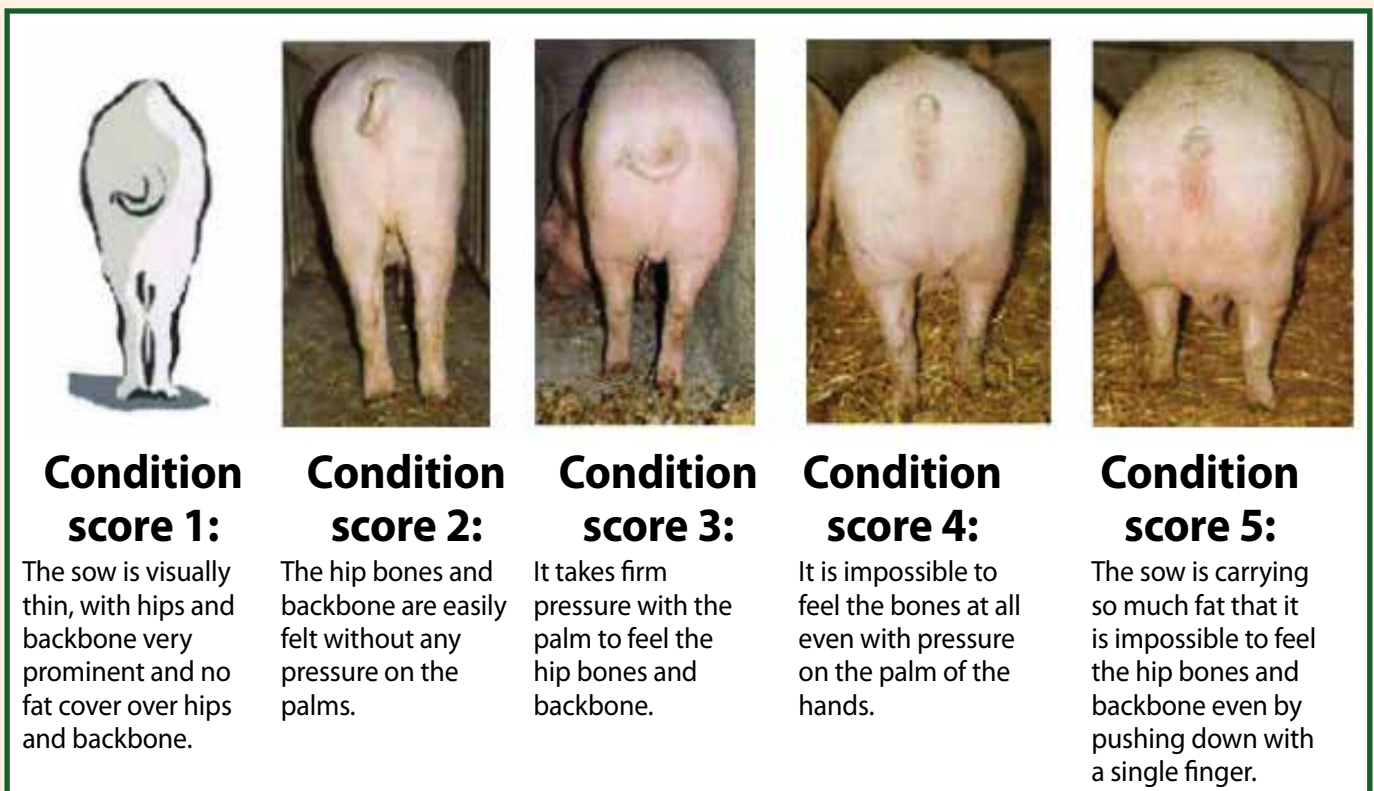 Condition
score 1:
The sow is visually
thin, with hips and
backbone very
prominent and no
fat cover over hips
and backbone.
Condition
score 2:
The hip bones and
backbone are easily
felt without any
pressure on the
palms.
Condition
score 3:
It takes firm
pressure with the
palm to feel the
hip bones and
backbone.
Condition
score 4:
It is impossible to
feel the bones at all
even with pressure
on the palm of the
hands.
Condition
score 5:
The sow is carrying
so much fat that it
is impossible to feel
the hip bones and
backbone even by
pushing down with
a single finger.